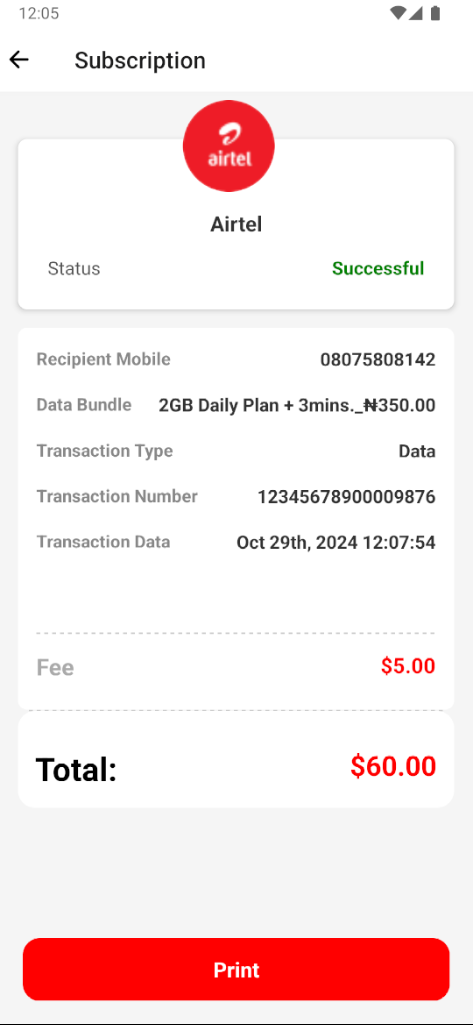 12:05
Subscription
airtel
Airtel
Status Successful
Recipient Mobile 08075808142
Data Bundle 2GB Daily Plan + 3mins._₦350.00
Transaction Type Data
Transaction Number 12345678900009876
Transaction Data Oct 29th, 2024 12:07:54
Fee $5.00
Total: $60.00
Print